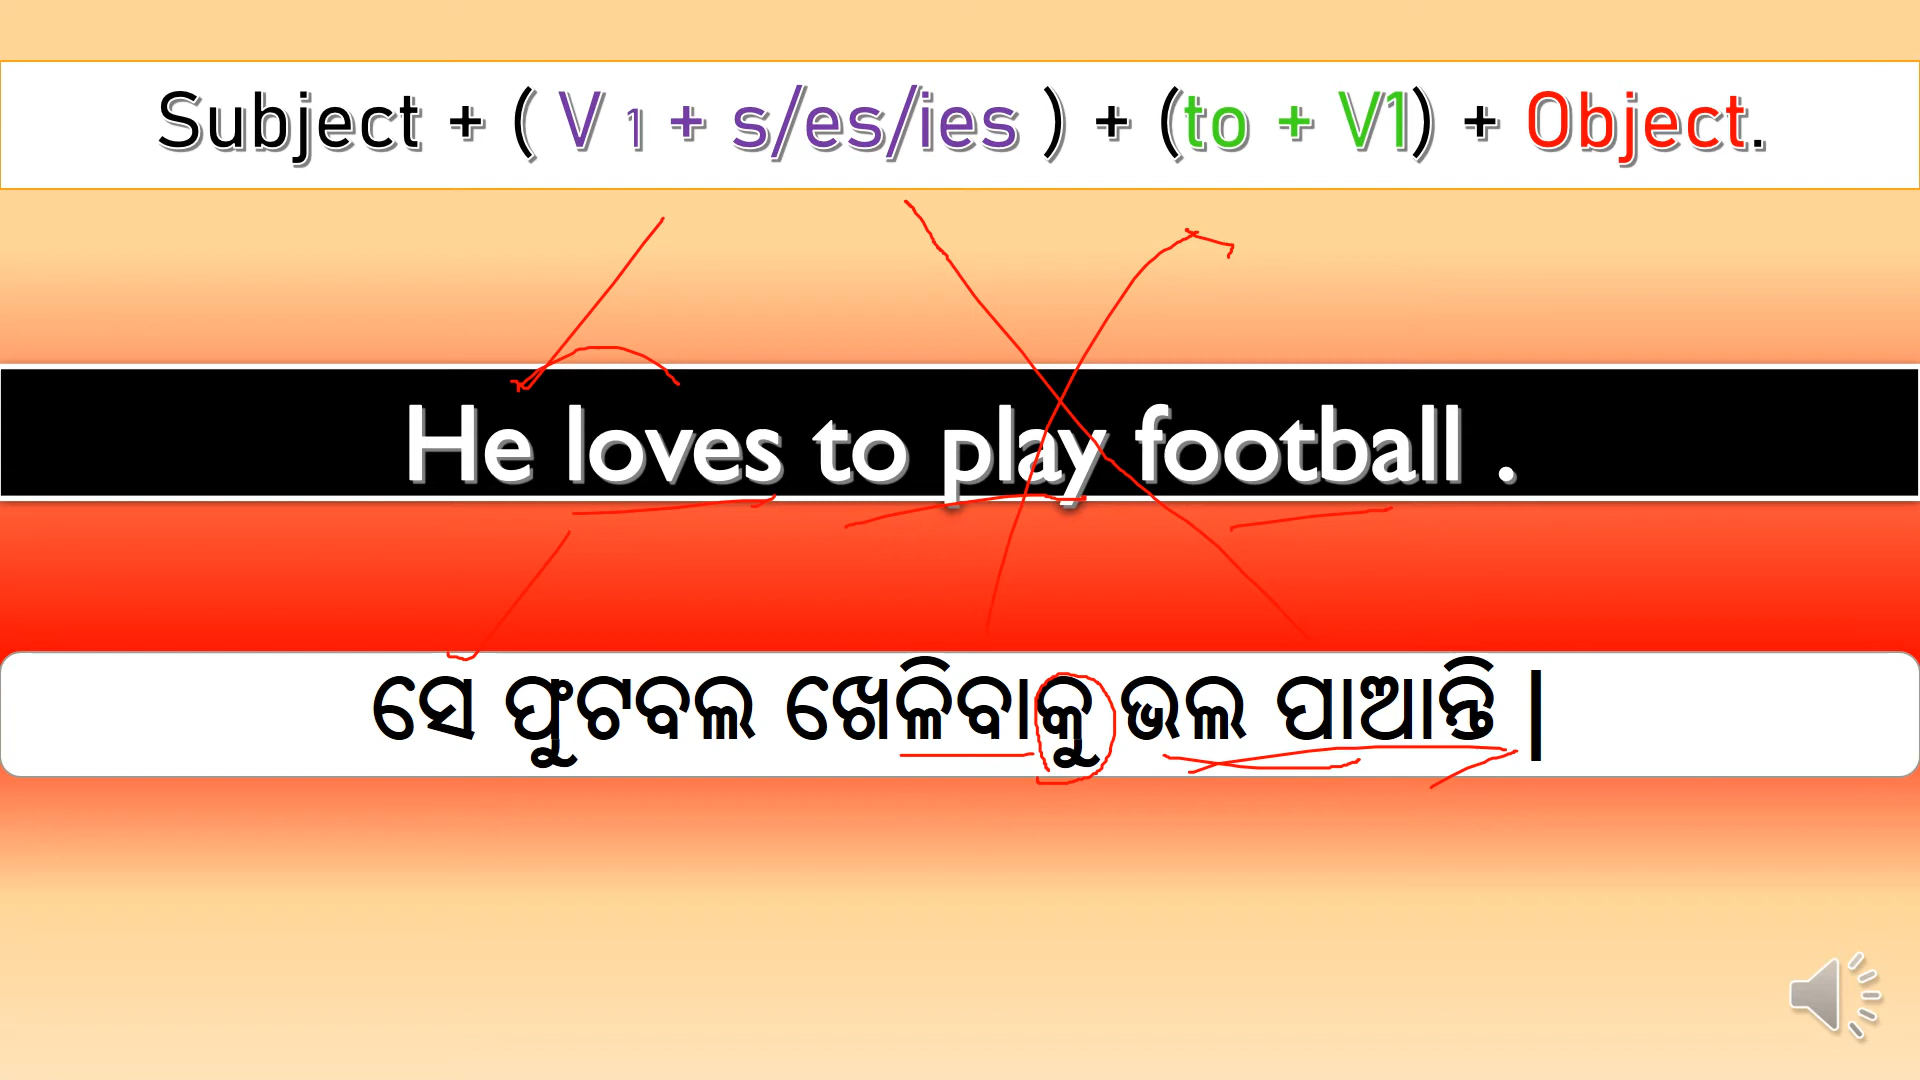 Subject + ( V 1 + s/es/ies ) + (to + V1) + Object.
He loves to play football .
ସେ ଫୁଟବଲ ଖେଳିବାକୁ ଭଲ ପାଆନ୍ତି |